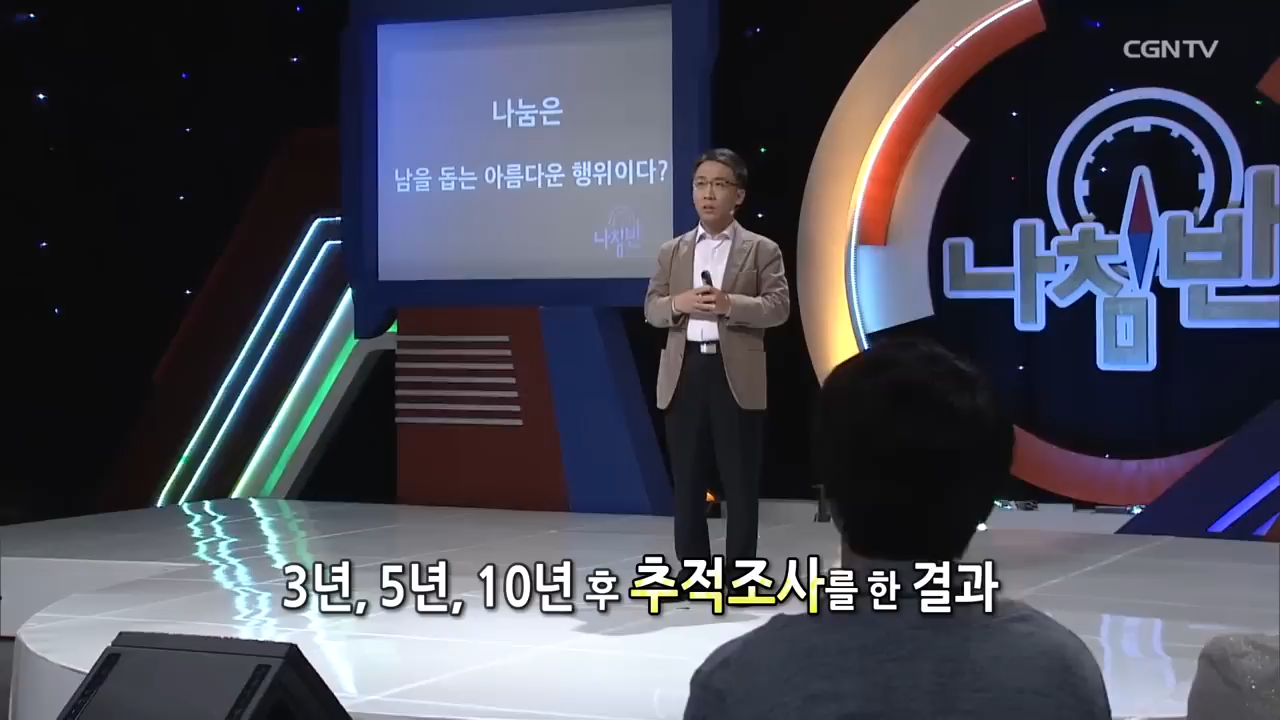 CGNTV
나눔은
남을 돕는 아름다운 행위이다?
나침반
나침반
3년, 5년, 10년 후 추적조사를 한 결과